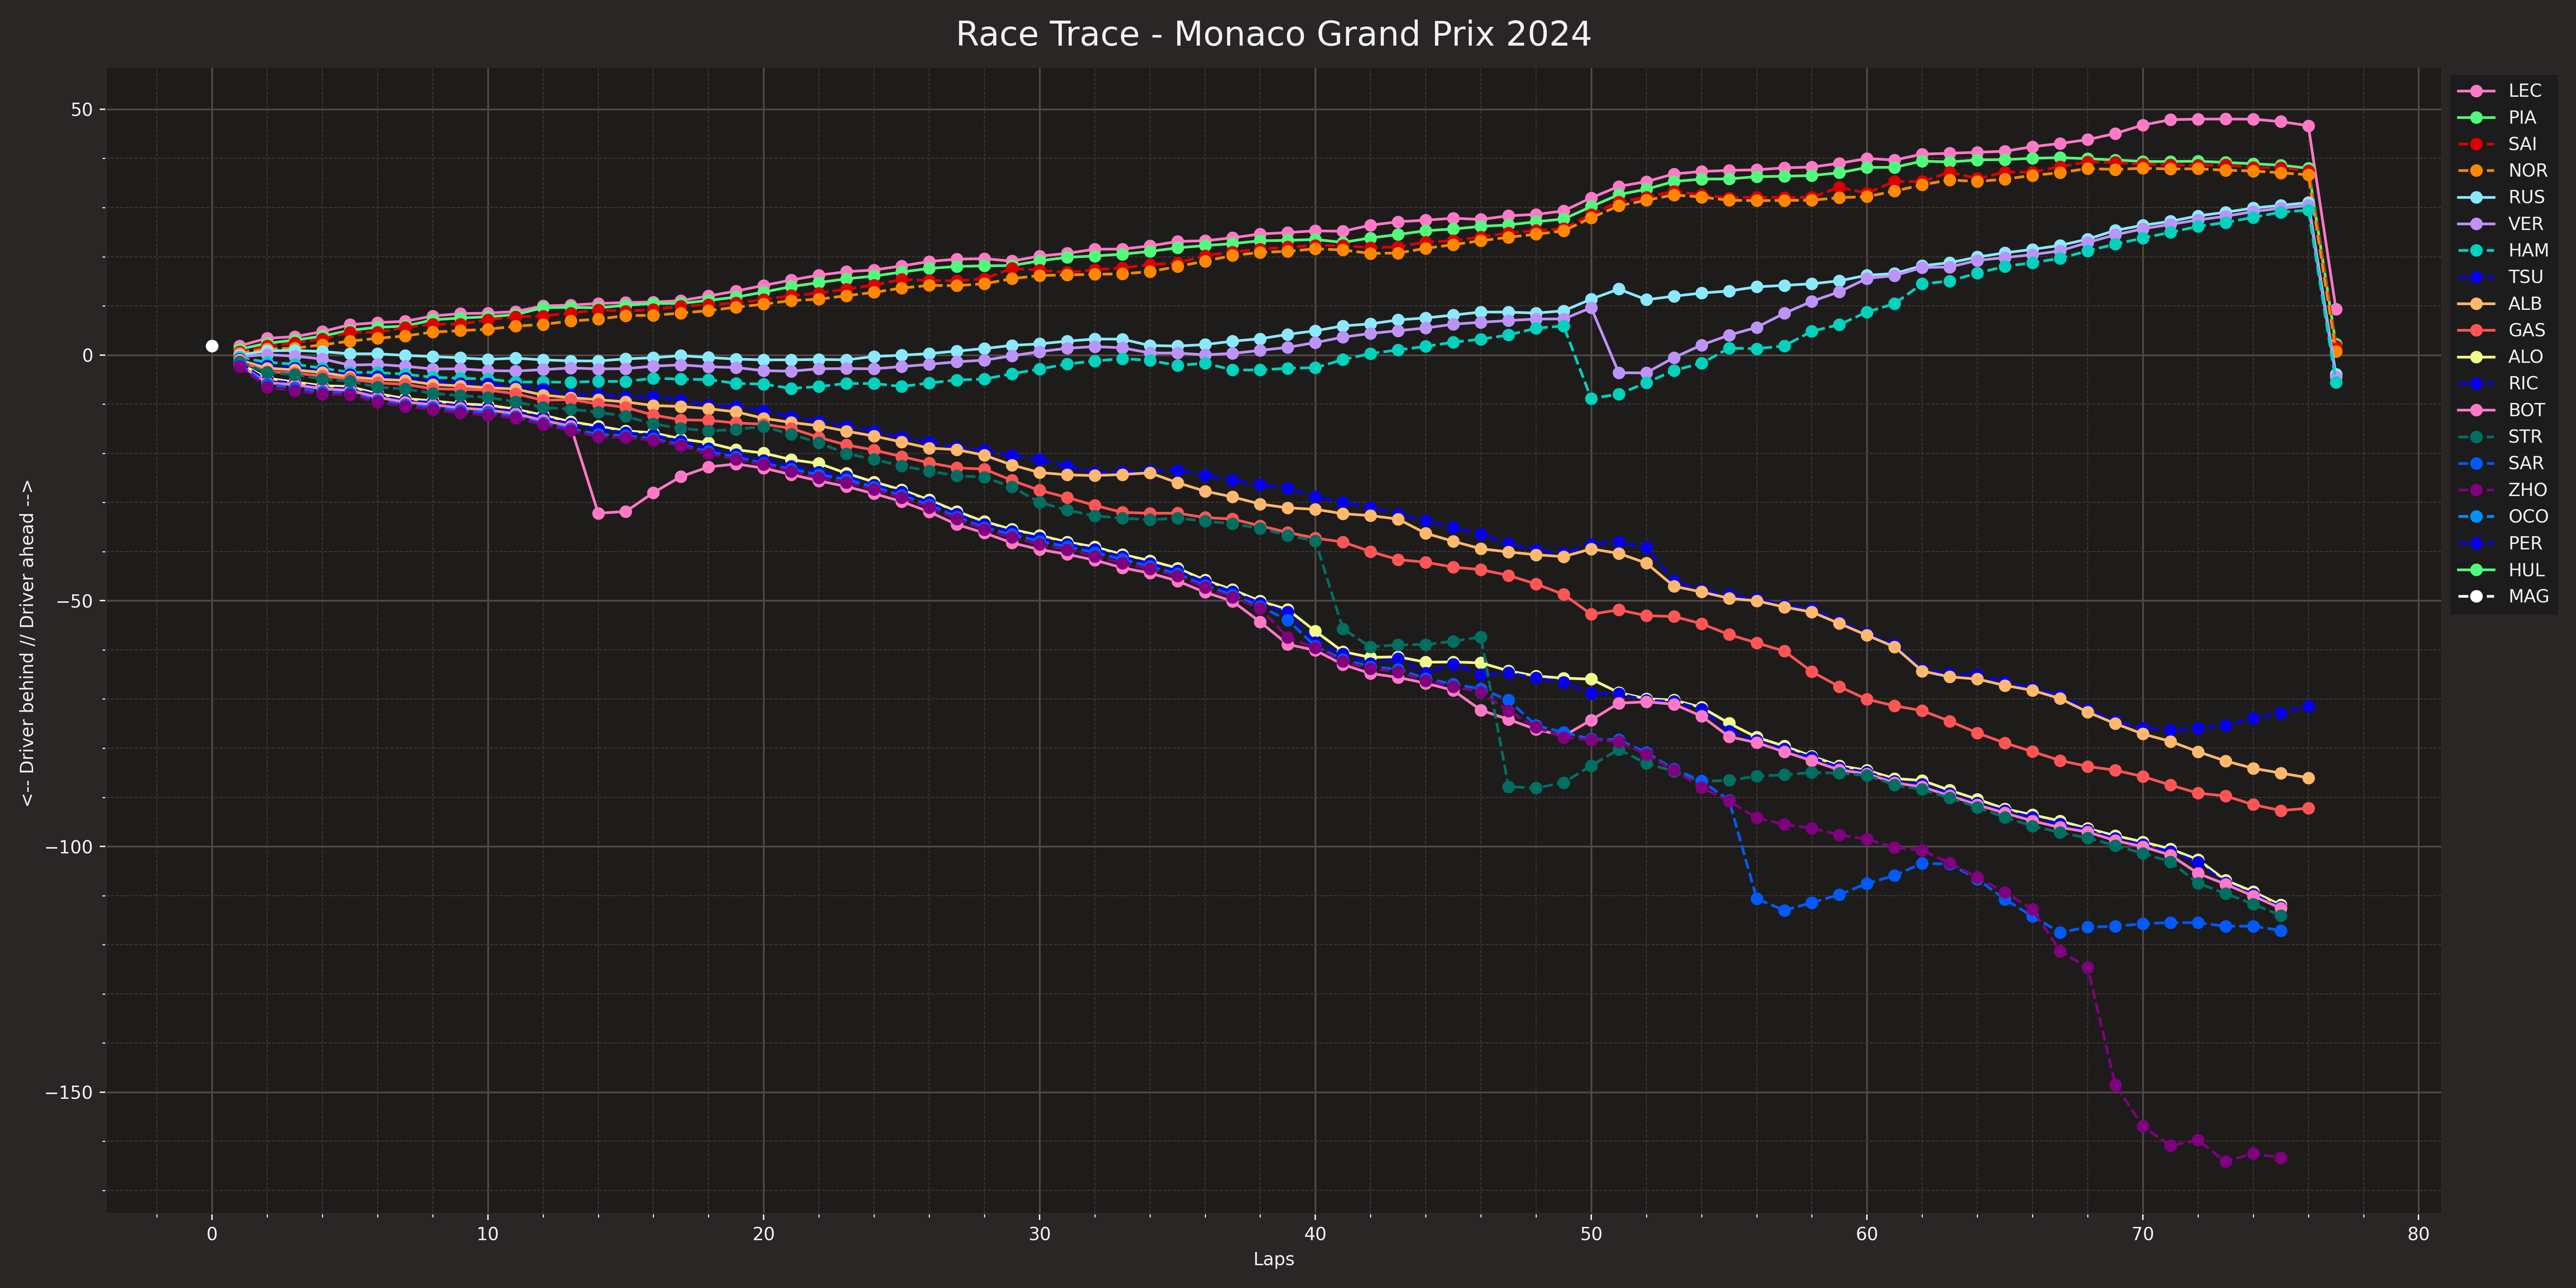 Race Trace - Monaco Grand Prix 2024
<--- Driver behind // Driver ahead -->
50
0
−50
−100
−150
0 10 20 30 40 50 60 70 80
Laps
LEC
PIA
SAI
NOR
RUS
VER
HAM
TSU
ALB
GAS
ALO
RIC
BOT
STR
SAR
ZHO
OCO
PER
HUL
MAG